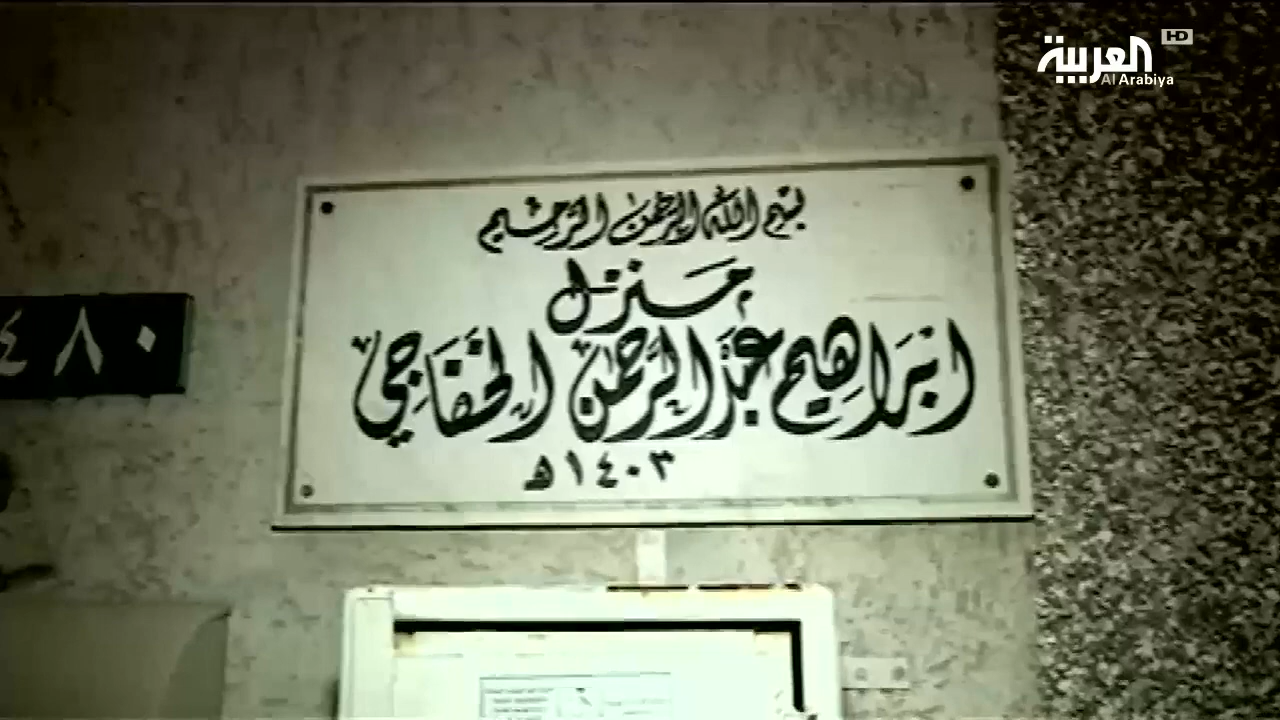 العربية HD
Al Arabiya
بسم الله الرحمن الرحيم
منزل
ابراهيم عبد الرحمن الخفاجي
١٤٠٣هـ
٤٨٠